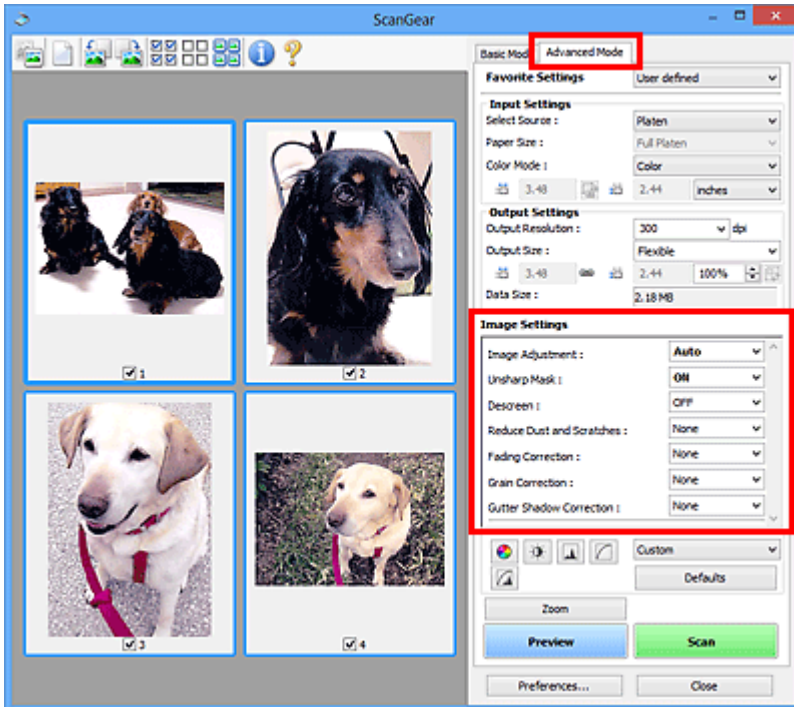 ScanGear
Basic Mode Advanced Mode
Favorite Settings User defined
Input Settings
Select Source : Platen
Paper Size : Full Platen
Color Mode : Color
3.48 2.44 inches
Output Settings
Output Resolution : 300 dpi
Output Size : Flexible
3.48 2.44 100%
Data Size : 2.18 MB
Image Settings
Image Adjustment : Auto
Unsharp Mask : ON
Descreen : OFF
Reduce Dust and Scratches : None
Fading Correction : None
Grain Correction : None
Gutter Shadow Correction : None
Custom
Defaults
Zoom
Preview Scan
Preferences... Close
1
2
3
4